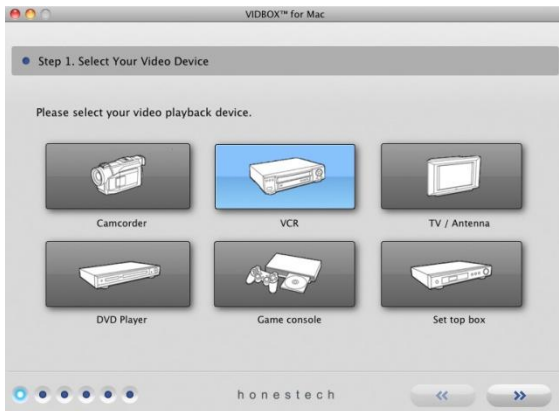 VIDBOX™ for Mac
Step 1. Select Your Video Device
Please select your video playback device.
Camcorder
VCR
TV / Antenna
DVD Player
Game console
Set top box
honestech